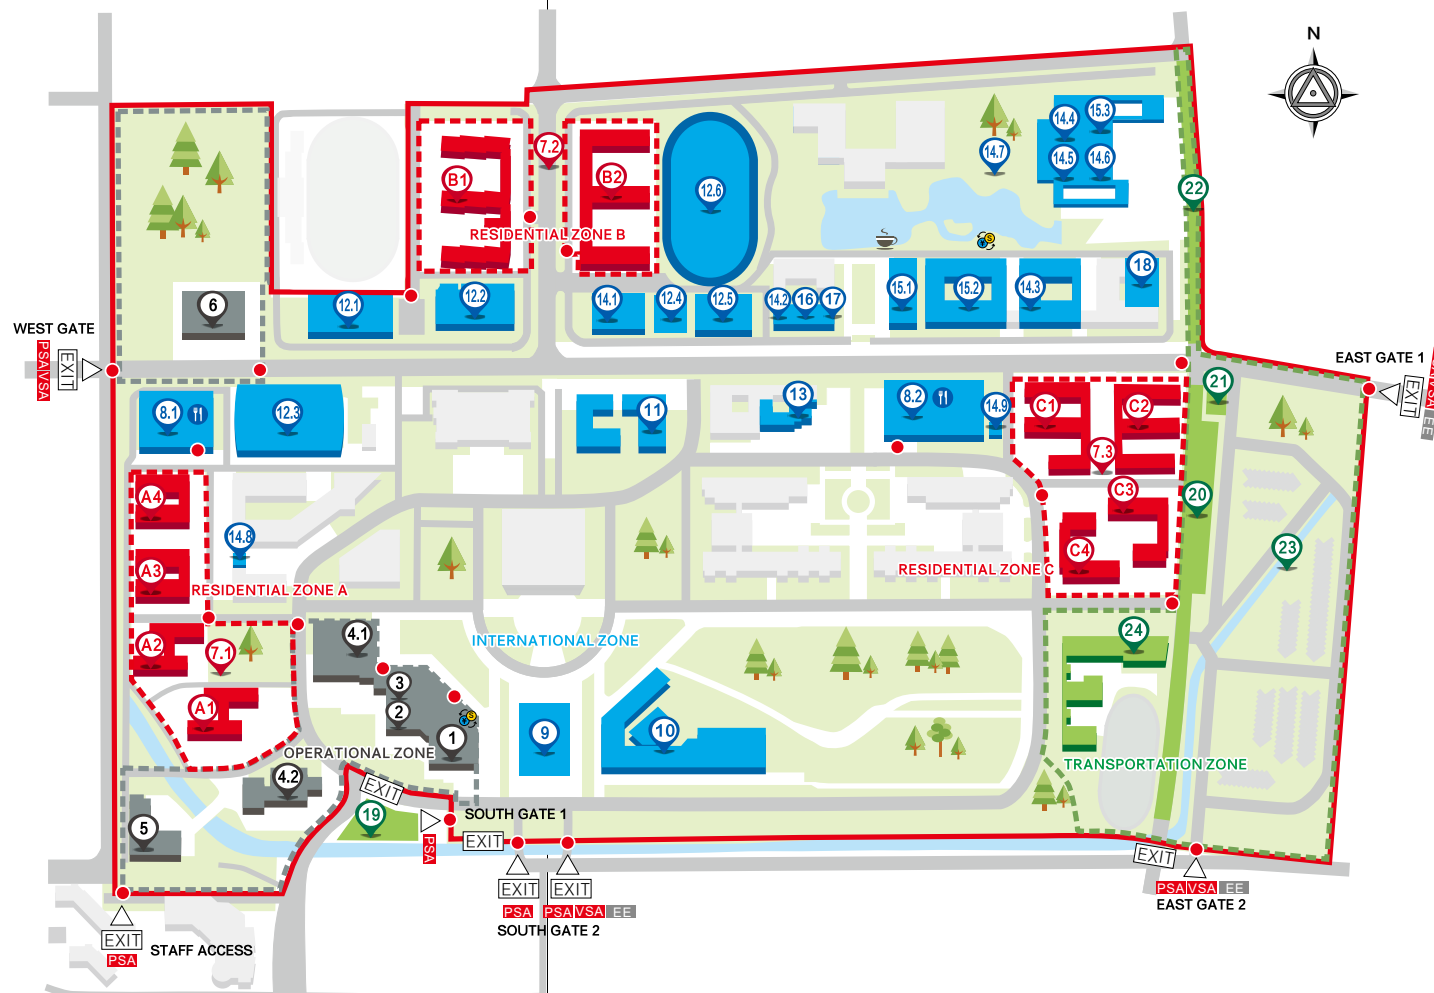 N
22
15.3
14.4
14.7
14.5
14.6
7.2
B1
B2
12.6
RESIDENTIAL ZONE B
18
6
12.1
12.2
14.1
12.4
12.5
14.2
16
17
15.1
15.2
14.3
WEST GATE
PSA VSA
EXIT
EAST GATE 1
EXIT
EE
8.1
12.3
11
13
8.2
14.9
C1
C2
21
7.3
C3
20
A4
14.8
C4
23
A3
RESIDENTIAL ZONE A
RESIDENTIAL ZONE C
A2
7.1
4.1
INTERNATIONAL ZONE
24
3
2
A1
1
9
10
OPERATIONAL ZONE
TRANSPORTATION ZONE
4.2
EXIT
5
19
SOUTH GATE 1
PSA
EXIT
EXIT
EXIT EXIT
PSA PSA VSA EE
SOUTH GATE 2
PSA VSA EE
EAST GATE 2
EXIT
PSA
STAFF ACCESS